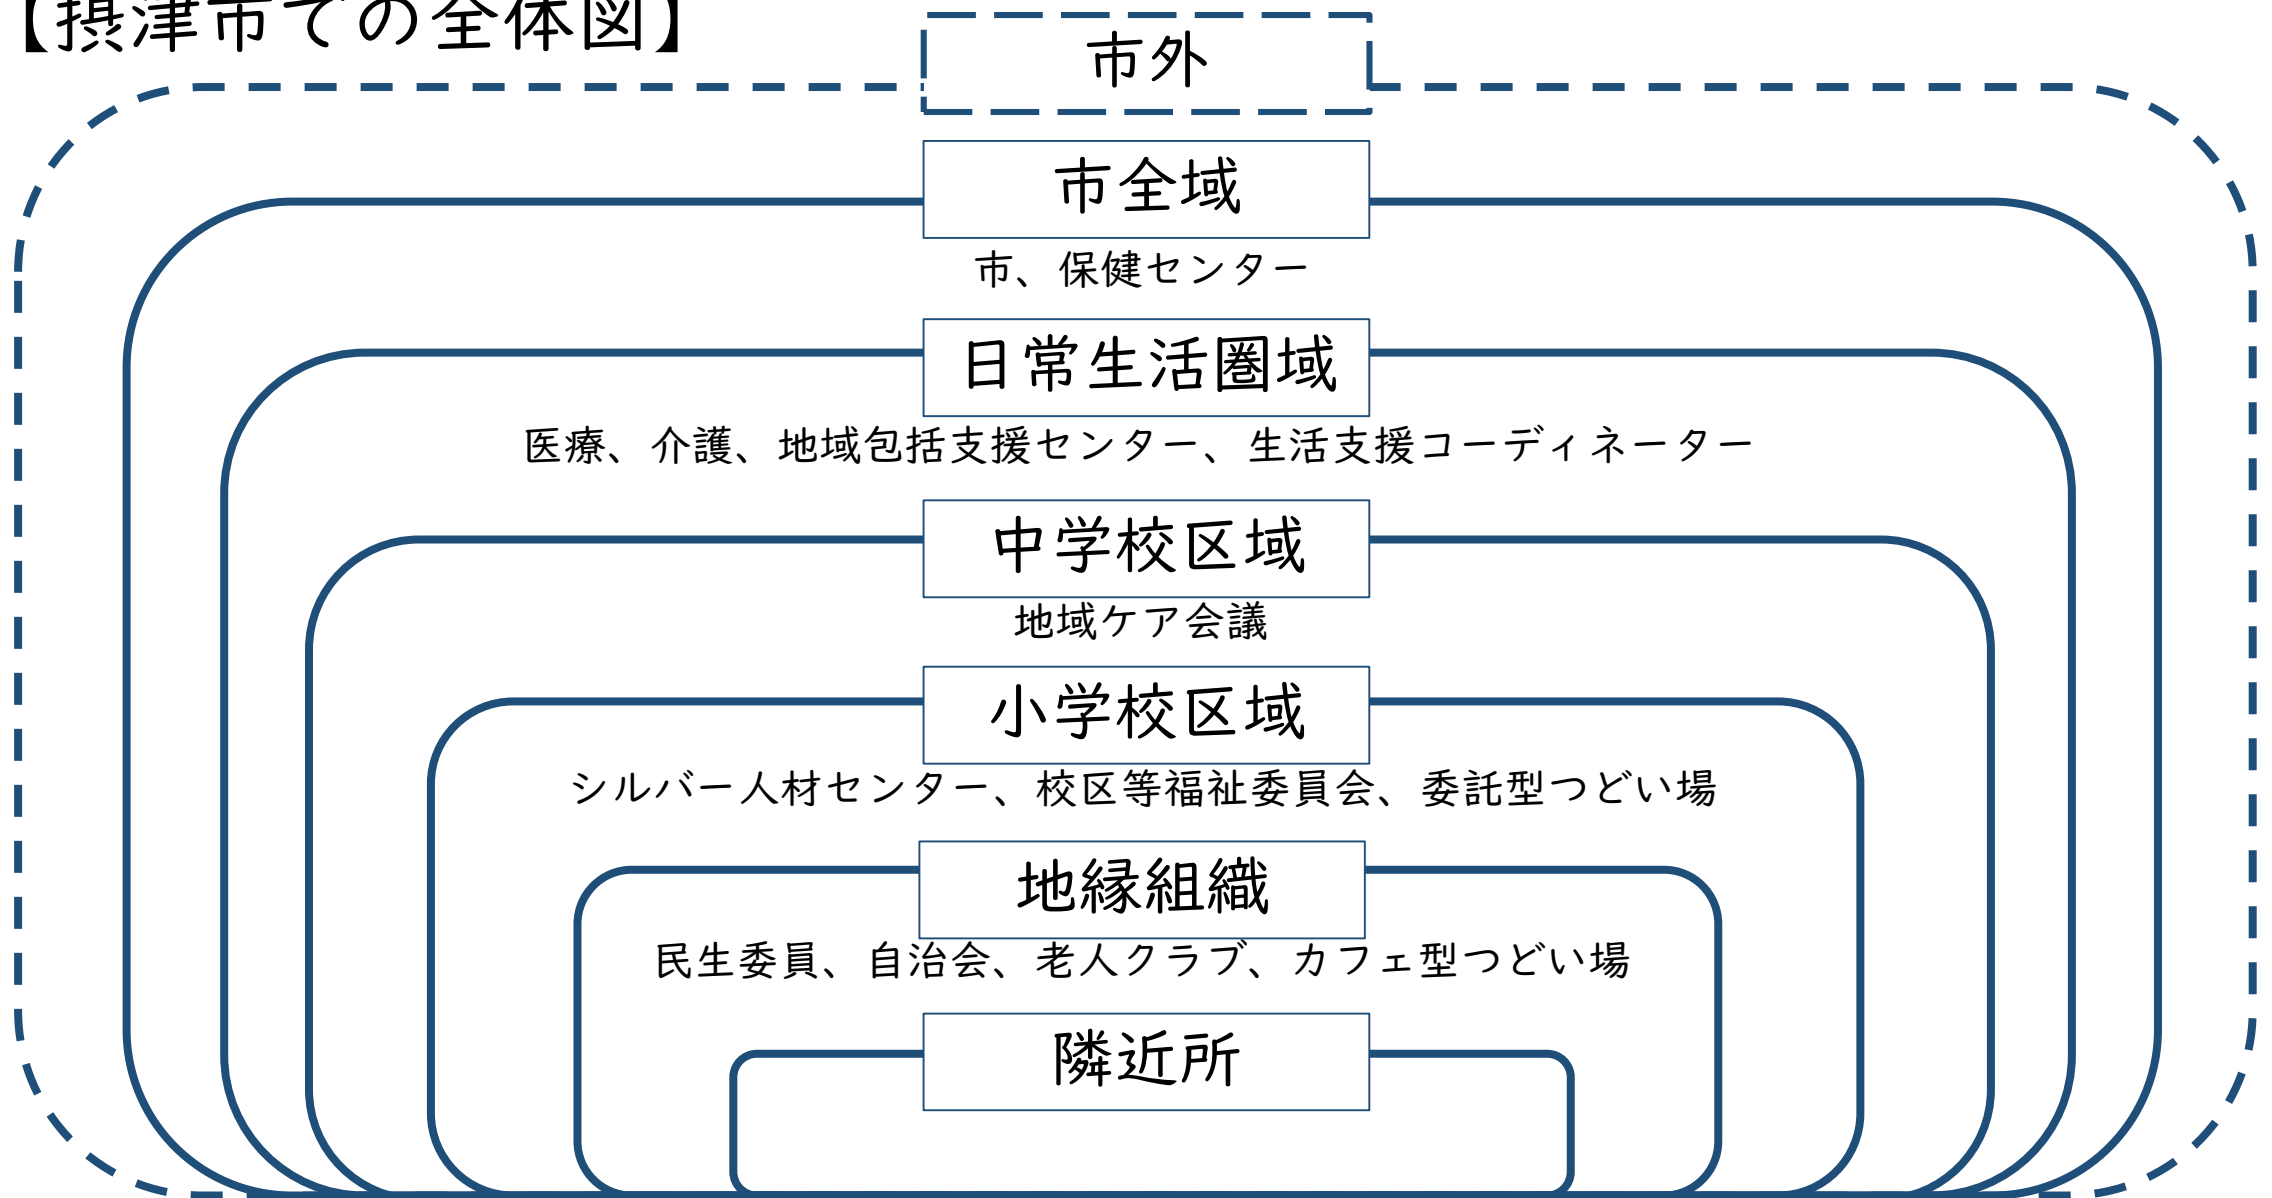 【摂津市での全体図】
市外
市全域
市、保健センター
日常生活圏域
医療、介護、地域包括支援センター、生活支援コーディネーター
中学校区域
地域ケア会議
小学校区域
シルバー人材センター、校区等福祉委員会、委託型つどい場
地縁組織
民生委員、自治会、老人クラブ、カフェ型つどい場
隣近所